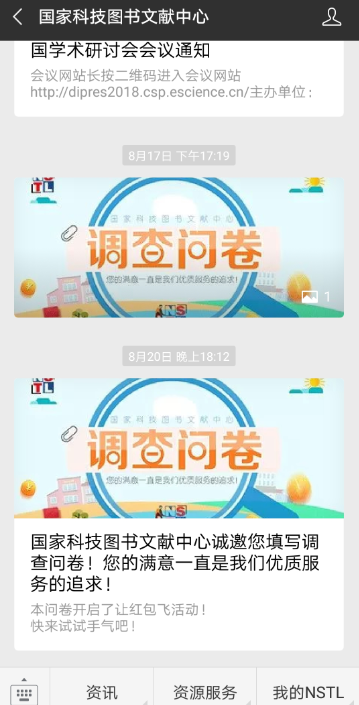 国家科技图书文献中心
国学术研讨会会议通知
会议网站长按二维码进入会议网站
http://dipres2018.csp.escience.cn/主办单位：
8月17日 下午17:19
NSTL
国家科技图书文献中心
调查问卷
您的满意一直是我们优质服务的追求!
1
8月20日 晚上18:12
NSTL
国家科技图书文献中心
调查问卷
您的满意一直是我们优质服务的追求!
国家科技图书文献中心诚邀您填写调
查问卷！您的满意一直是我们优质服
务的追求！
本问卷开启了让红包飞活动！
快来试试手气吧！
资讯
资源服务
我的NSTL